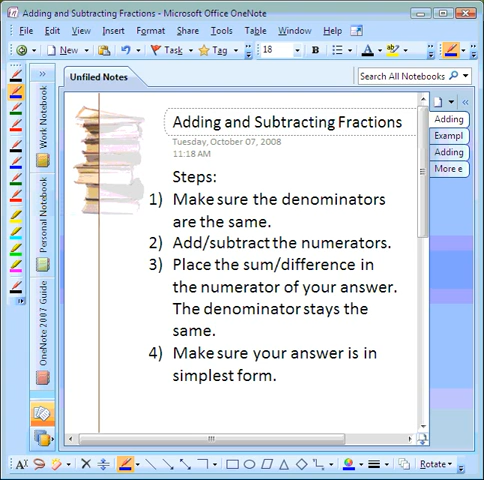 Adding and Subtracting Fractions - Microsoft Office OneNote
File Edit View Insert Format Share Tools Table Window Help
New Task Tag 18 B A ab
Unfiled Notes Search All Notebooks
Work Notebook
Personal Notebook
OneNote 2007 Guide
Adding and Subtracting Fractions
Tuesday, October 07, 2008
11:18 AM
Steps:
1) Make sure the denominators
are the same.
2) Add/subtract the numerators.
3) Place the sum/difference in
the numerator of your answer.
The denominator stays the
same.
4) Make sure your answer is in
simplest form.
Adding
Exampl
Adding
More e
Rotate